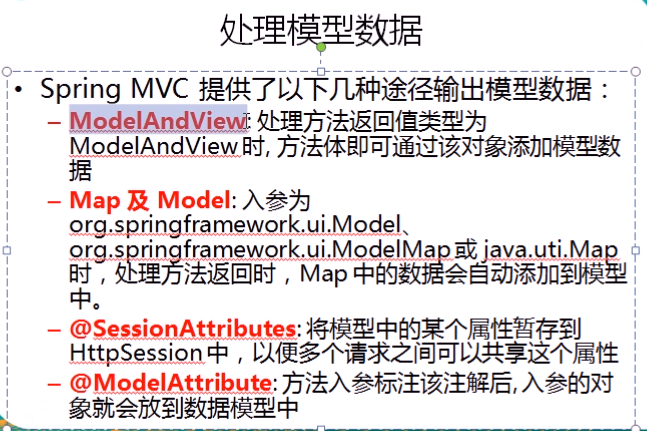 处理模型数据
• Spring MVC 提供了以下几种途径输出模型数据：
– ModelAndView: 处理方法返回值类型为
ModelAndView 时, 方法体即可通过该对象添加模型数
据
– Map 及 Model: 入参为
org.springframework.ui.Model、
org.springframework.ui.ModelMap 或 java.uti.Map
时，处理方法返回时，Map 中的数据会自动添加到模型
中。
– @SessionAttributes: 将模型中的某个属性暂存到
HttpSession 中，以便多个请求之间可以共享这个属性
– @ModelAttribute: 方法入参标注该注解后, 入参的对
象就会放到数据模型中